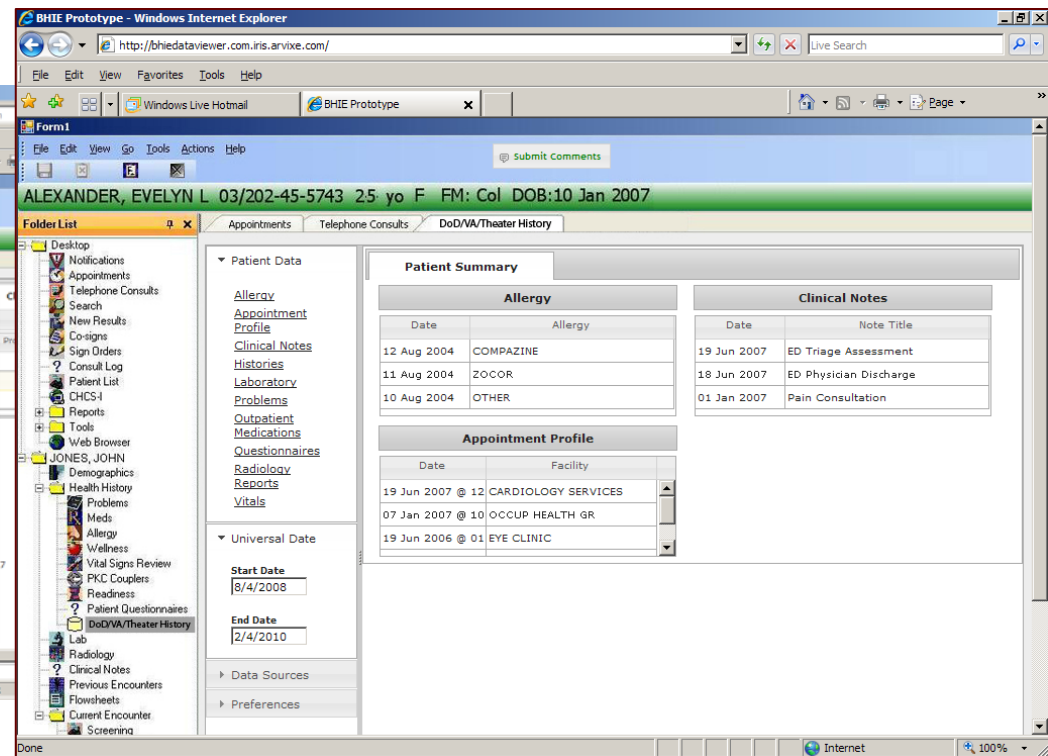 BHIE Prototype - Windows Internet Explorer
http://bhiedataviewer.com.iris.arvixe.com/
Live Search
File Edit View Favorites Tools Help
Windows Live Hotmail
BHIE Prototype
Page
Form1
File Edit View Go Tools Actions Help
Submit Comments
ALEXANDER, EVELYN L 03/202-45-5743 25 yo F FM: Col DOB:10 Jan 2007
Folder List
Desktop
Notifications
Appointments
Telephone Consults
Search
New Results
Co-signs
Sign Orders
Consult Log
Patient List
CHCS-I
Reports
Tools
Web Browser
JONES, JOHN
Demographics
Health History
Problems
Meds
Allergy
Wellness
Vital Signs Review
PKC Couplers
Readiness
Patient Questionnaires
DoD/VA/Theater History
Lab
Radiology
Clinical Notes
Previous Encounters
Flowsheets
Current Encounter
Screening
Appointments
Telephone Consults
DoD/VA/Theater History
Patient Data
Allergy
Appointment
Profile
Clinical Notes
Histories
Laboratory
Problems
Outpatient
Medications
Questionnaires
Radiology
Reports
Vitals
Universal Date
Start Date
8/4/2008
End Date
2/4/2010
Data Sources
Preferences
Patient Summary
Allergy
Date Allergy
12 Aug 2004 COMPAZINE
11 Aug 2004 ZOCOR
10 Aug 2004 OTHER
Clinical Notes
Date Note Title
19 Jun 2007 ED Triage Assessment
18 Jun 2007 ED Physician Discharge
01 Jan 2007 Pain Consultation
Appointment Profile
Date Facility
19 Jun 2007 @ 12 CARDIOLOGY SERVICES
07 Jan 2007 @ 10 OCCUP HEALTH GR
19 Jun 2006 @ 01 EYE CLINIC
Done
Internet
100%